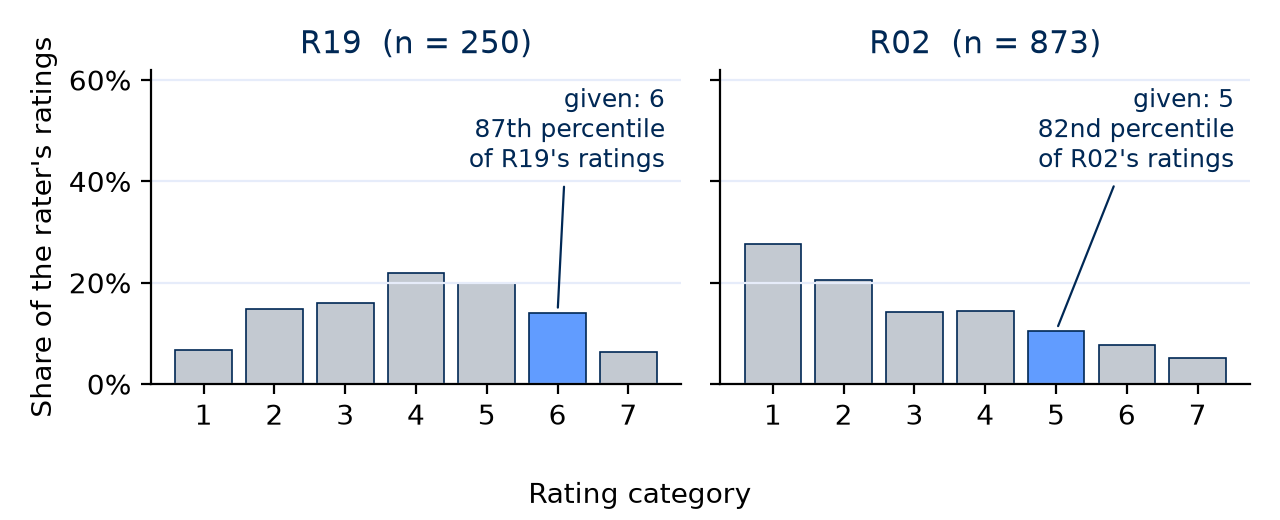 R19 (n = 250)
R02 (n = 873)
Share of the rater's ratings
60%
40%
20%
0%
given: 6
87th percentile
of R19's ratings
given: 5
82nd percentile
of R02's ratings
1 2 3 4 5 6 7
1 2 3 4 5 6 7
Rating category